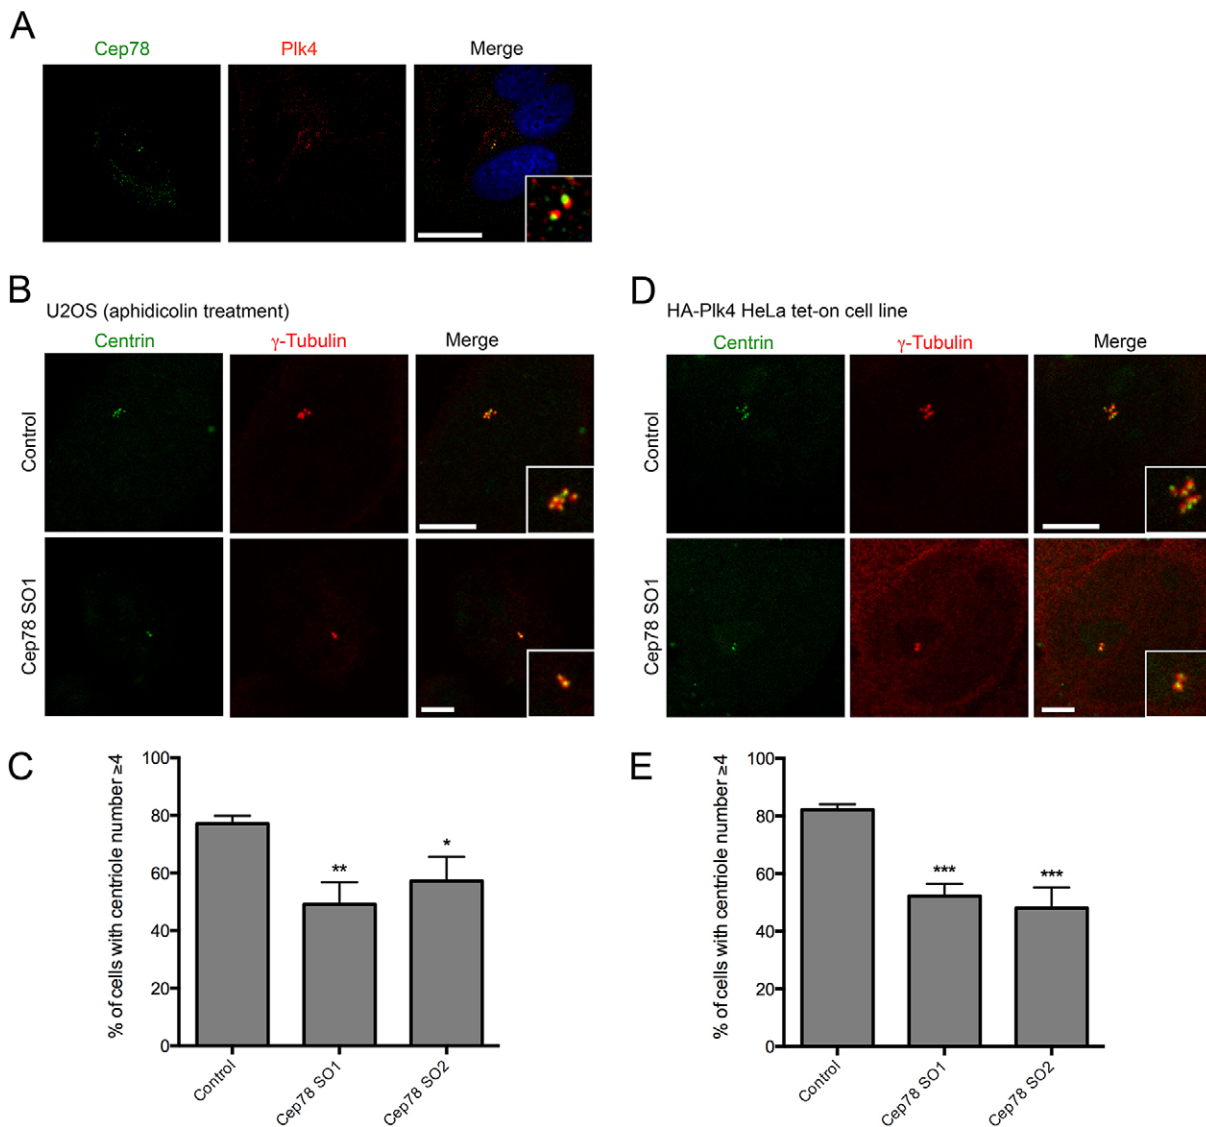 A
Cep78 Plk4 Merge
B
U2OS (aphidicolin treatment)
Centrin γ-Tubulin Merge
Control
Cep78 SO1
D
HA-Plk4 HeLa tet-on cell line
Centrin γ-Tubulin Merge
Control
Cep78 SO1
C
% of cells with centriole number ≥4
100
80
60
40
20
0
**
*
Control
Cep78 SO1
Cep78 SO2
E
% of cells with centriole number ≥4
100
80
60
40
20
0
***
***
Control
Cep78 SO1
Cep78 SO2